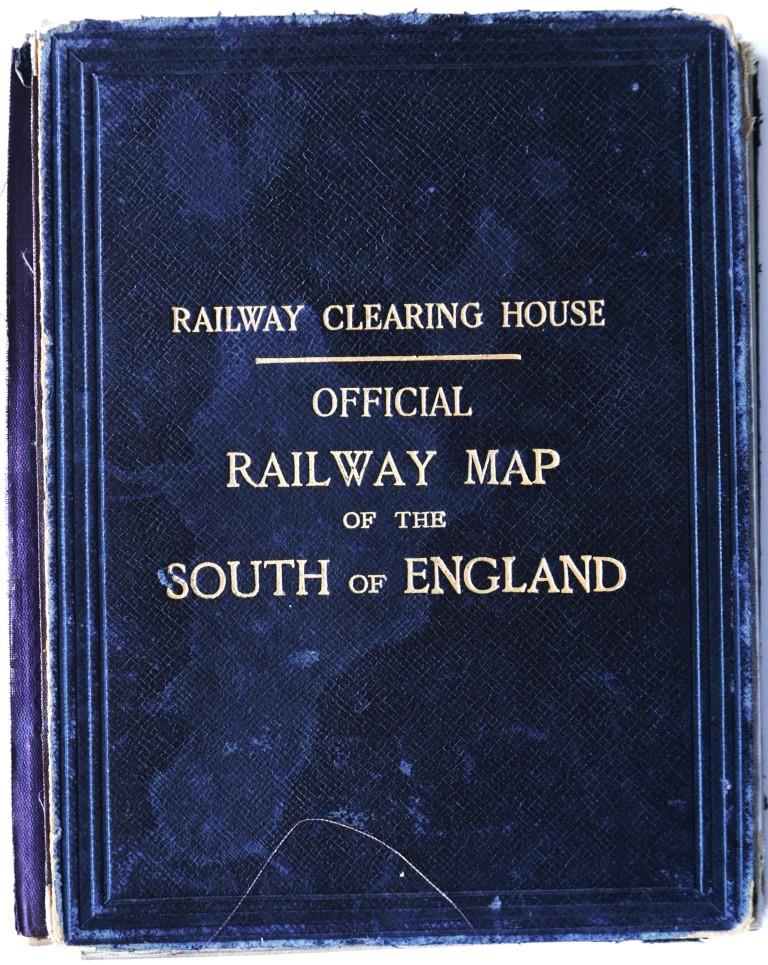 RAILWAY CLEARING HOUSE
OFFICIAL
RAILWAY MAP
OF THE
SOUTH OF ENGLAND